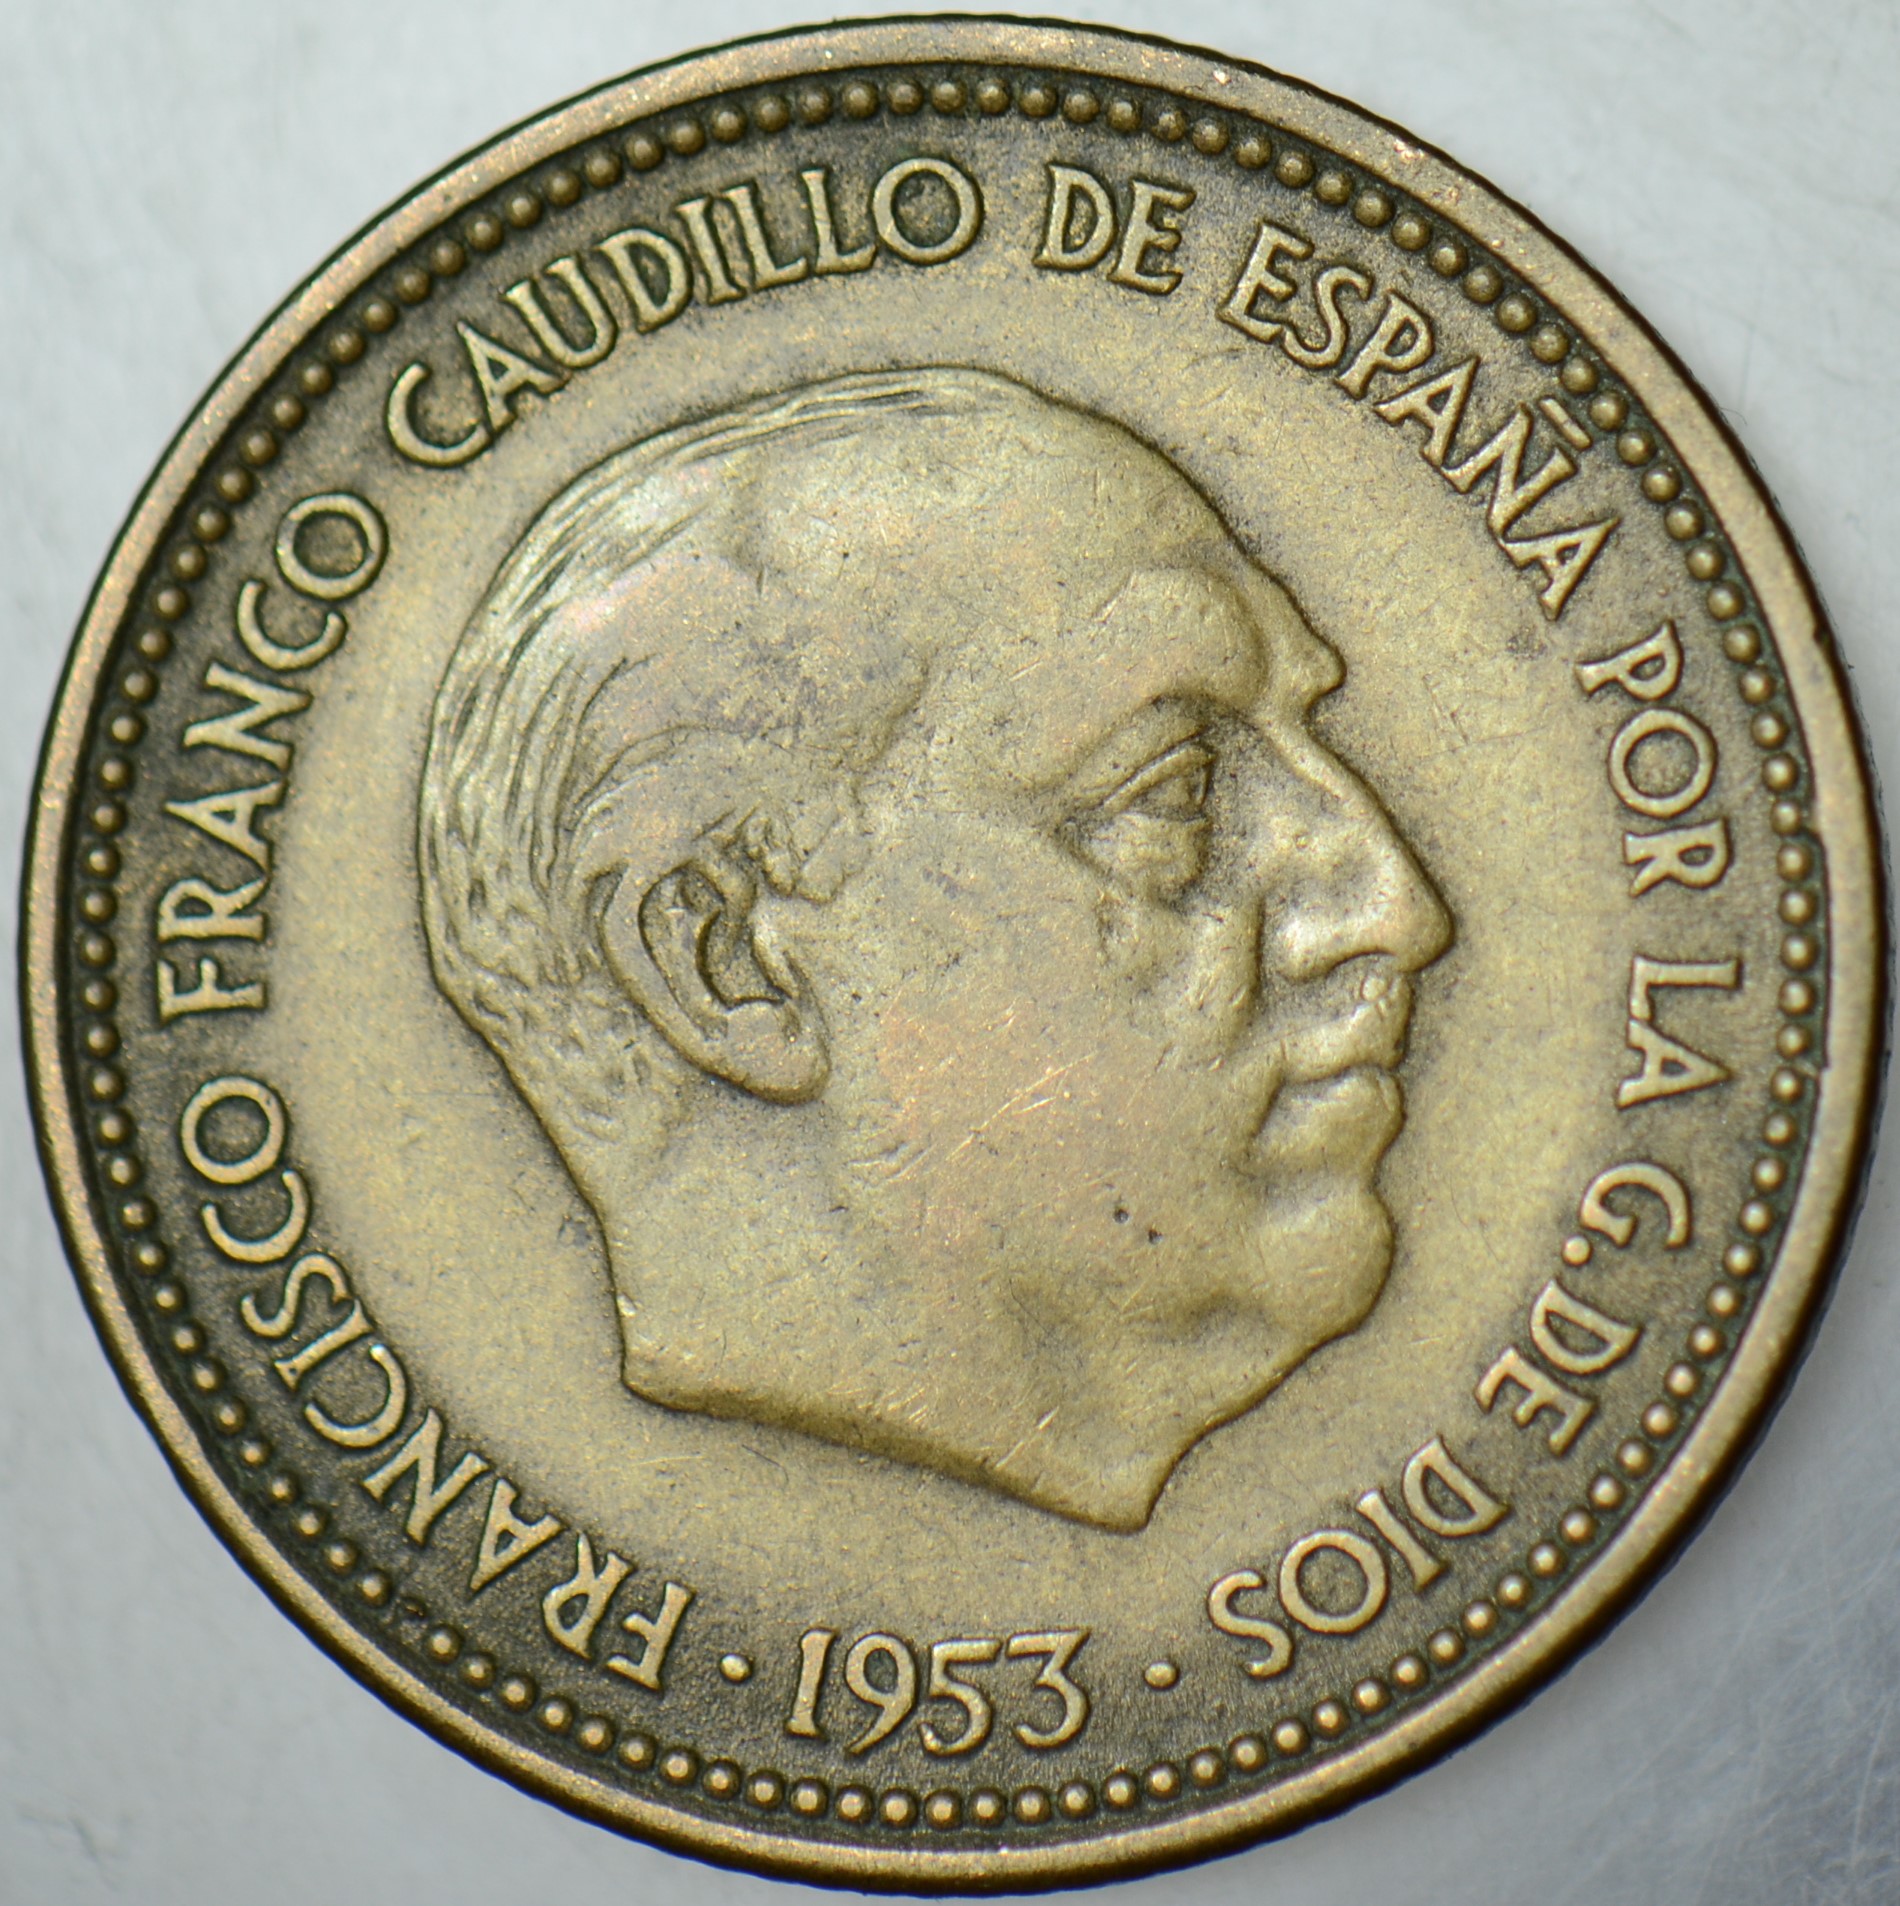 FRANCISCO FRANCO CAUDILLO DE ESPAÑA POR LA G. DE DIOS
· 1953 ·